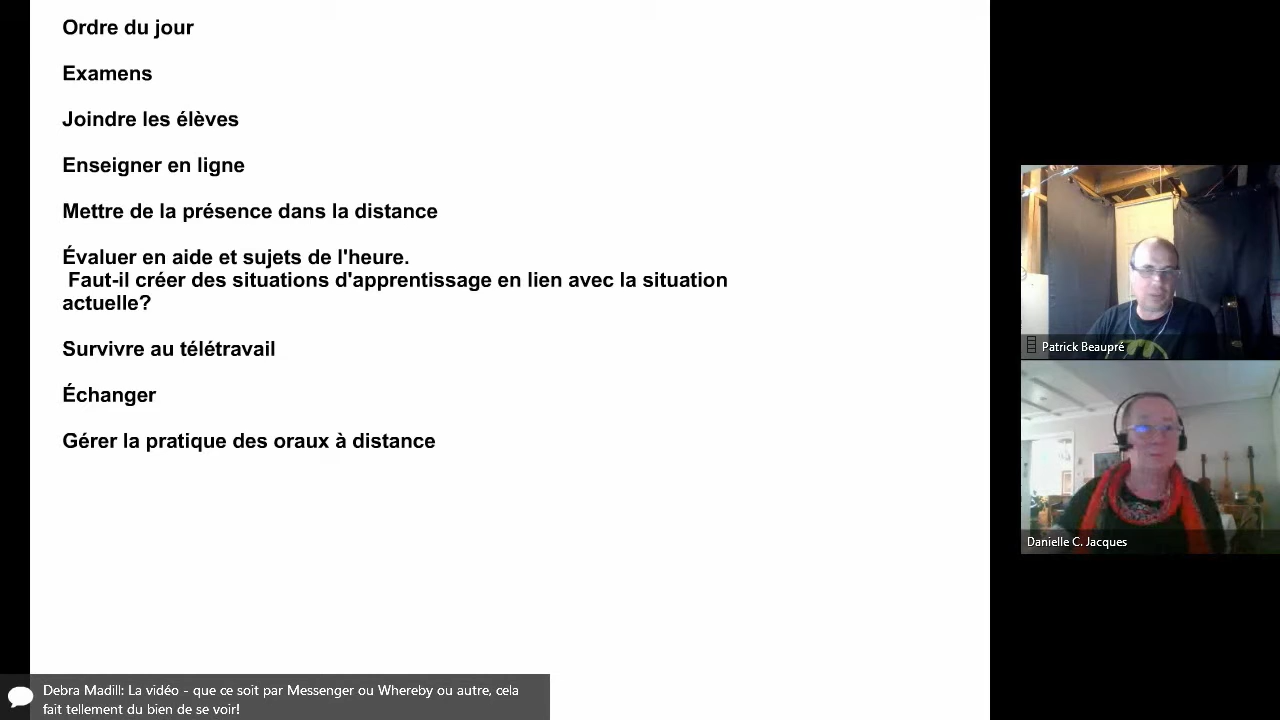 Ordre du jour
Examens
Joindre les élèves
Enseigner en ligne
Mettre de la présence dans la distance
Évaluer en aide et sujets de l'heure.
Faut-il créer des situations d'apprentissage en lien avec la situation
actuelle?
Survivre au télétravail
Échanger
Gérer la pratique des oraux à distance
Patrick Beaupré
Danielle C. Jacques
Debra Madill: La vidéo - que ce soit par Messenger ou Whereby ou autre, cela
fait tellement du bien de se voir!